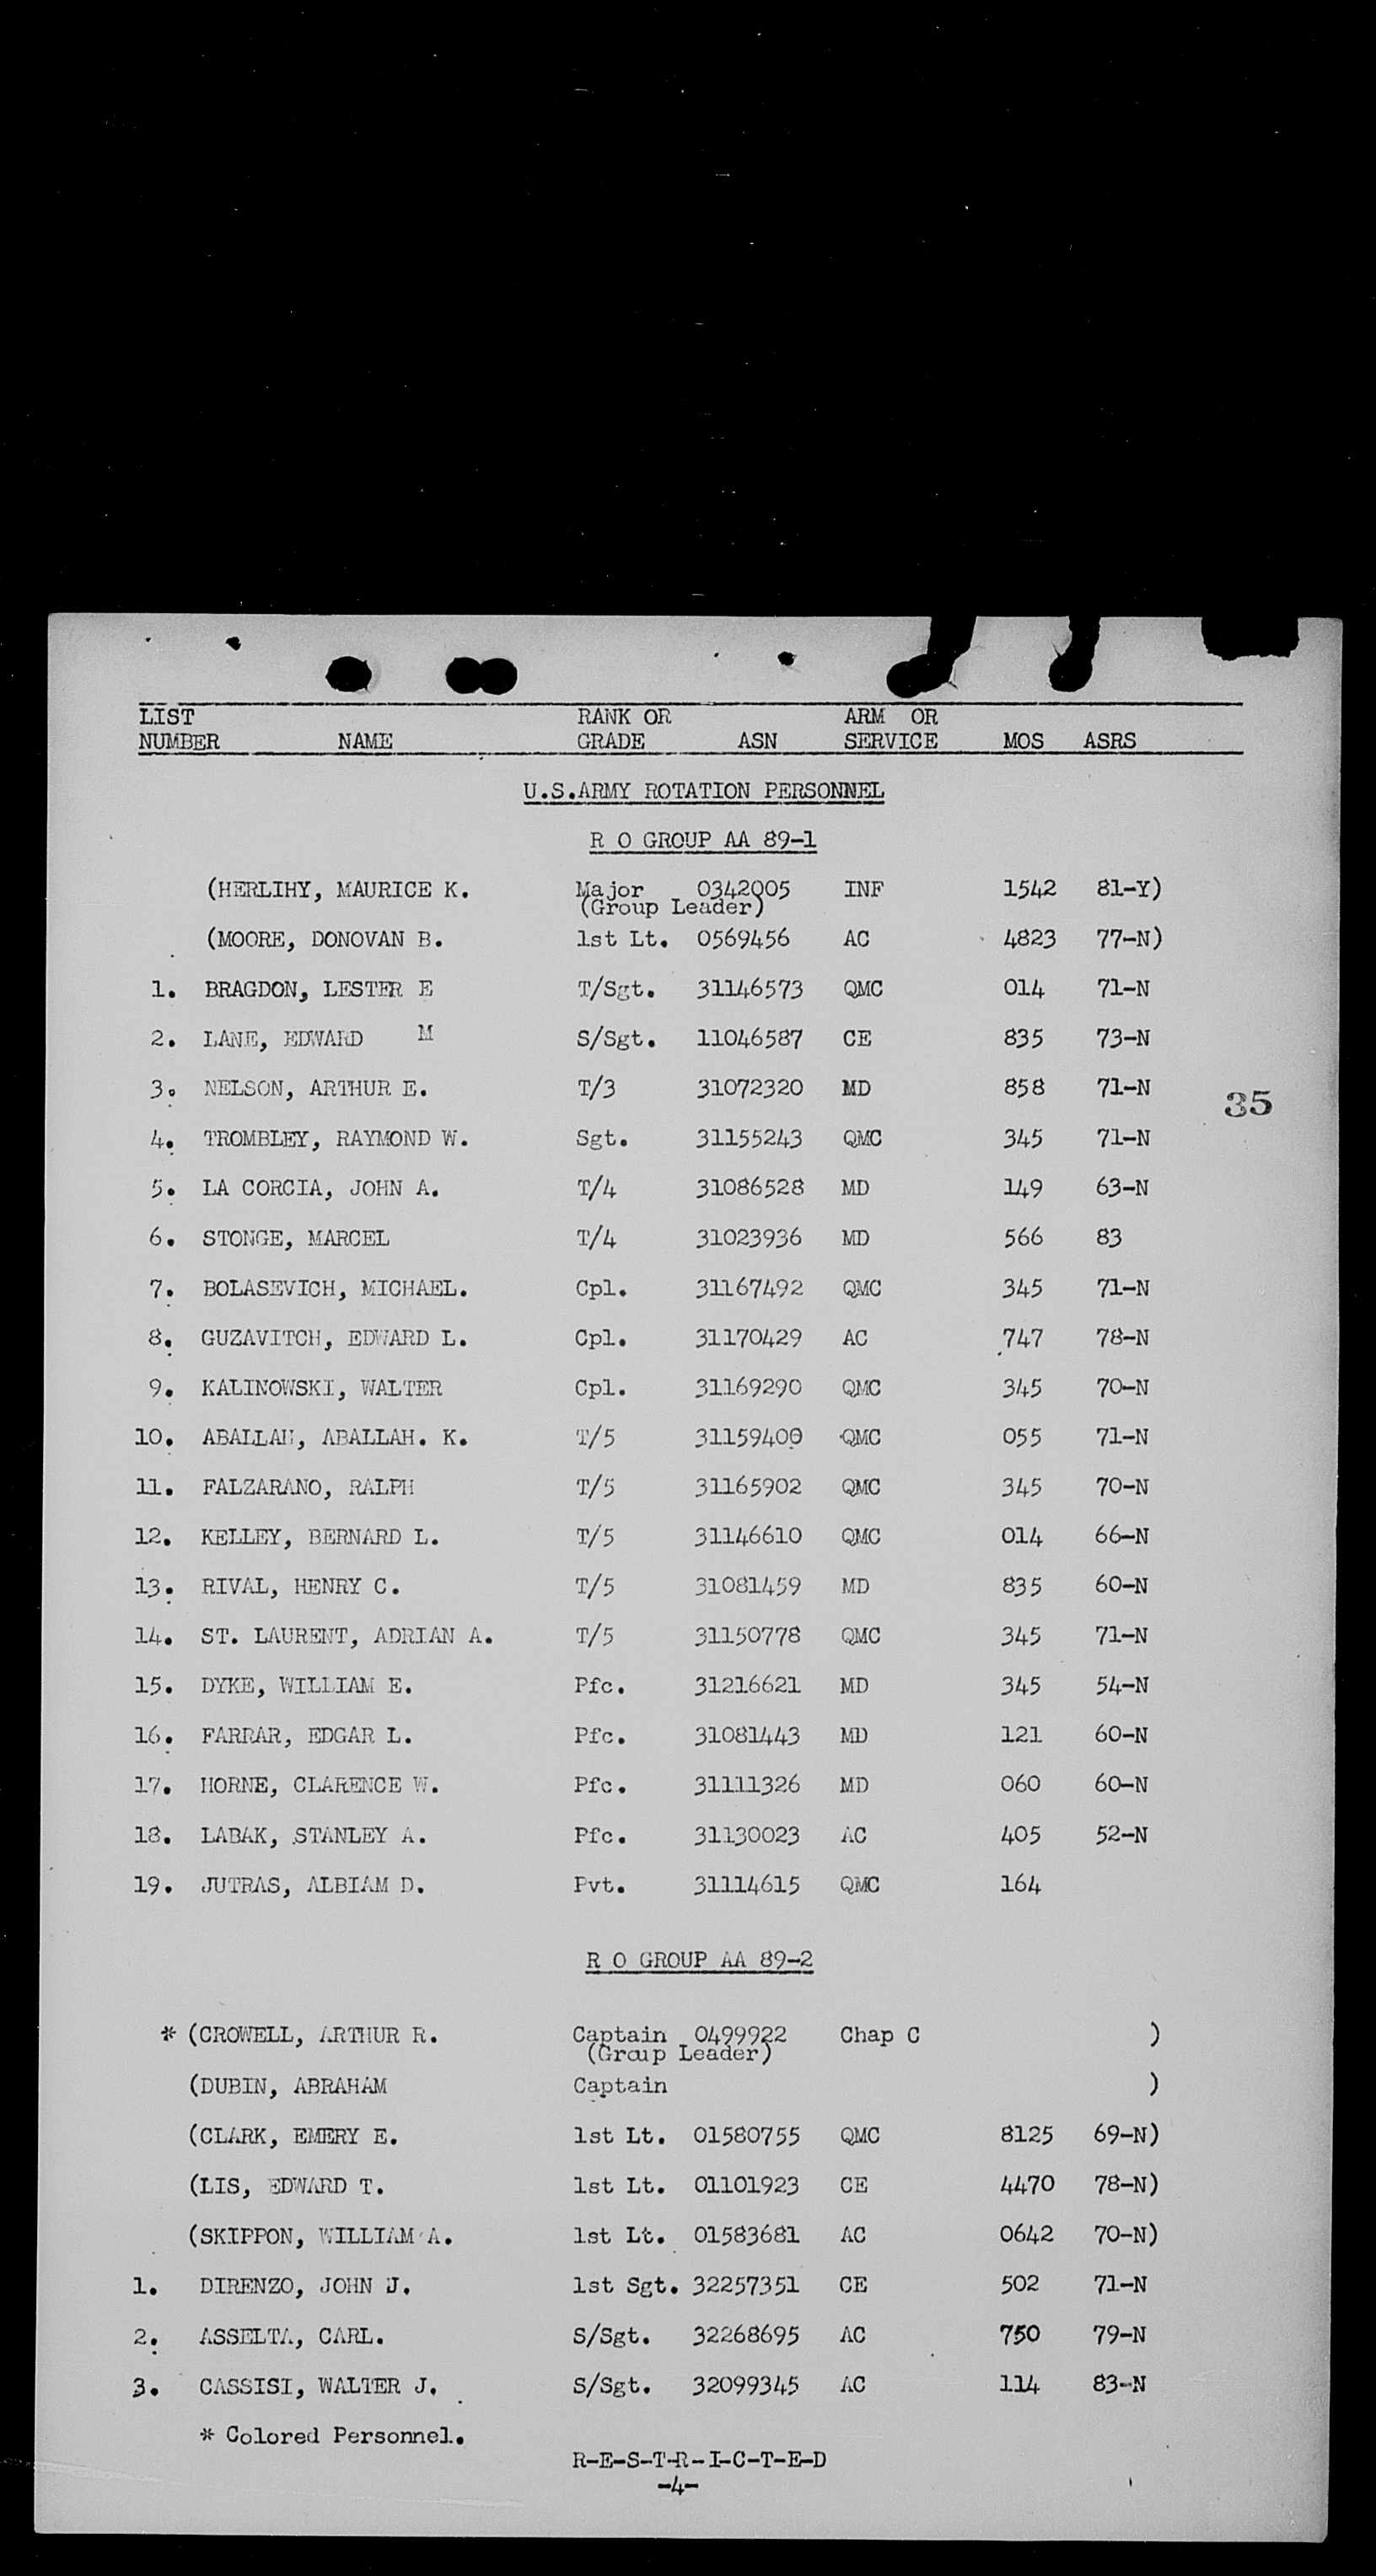 LIST RANK OR ARM OR
NUMBER NAME GRADE ASN SERVICE MOS ASRS
U.S.ARMY ROTATION PERSONNEL
R O GROUP AA 89-1
(HERLIHY, MAURICE K. Major 0342005 INF 1542 81-Y)
(Group Leader)
(MOORE, DONOVAN B. 1st Lt. 0569456 AC 4823 77-N)
1. BRAGDON, LESTER E T/Sgt. 31146573 QMC 014 71-N
2. LANE, EDWARD M S/Sgt. 11046587 CE 835 73-N
3. NELSON, ARTHUR E. T/3 31072320 MD 858 71-N
35
4. TROMBLEY, RAYMOND W. Sgt. 31155243 QMC 345 71-N
5. LA CORCIA, JOHN A. T/4 31086528 MD 149 63-N
6. STONGE, MARCEL T/4 31023936 MD 566 83
7. BOLASEVICH, MICHAEL. Cpl. 31167492 QMC 345 71-N
8. GUZAVITCH, EDWARD L. Cpl. 31170429 AC 747 78-N
9. KALINOWSKI, WALTER Cpl. 31169290 QMC 345 70-N
10. ABALLAH, ABALLAH. K. T/5 31159400 QMC 055 71-N
11. FALZARANO, RALPH T/5 31165902 QMC 345 70-N
12. KELLEY, BERNARD L. T/5 31146610 QMC 014 66-N
13. RIVAL, HENRY C. T/5 31081459 MD 835 60-N
14. ST. LAURENT, ADRIAN A. T/5 31150778 QMC 345 71-N
15. DYKE, WILLIAM E. Pfc. 31216621 MD 345 54-N
16. FARRAR, EDGAR L. Pfc. 31081443 MD 121 60-N
17. HORNE, CLARENCE W. Pfc. 31111326 MD 060 60-N
18. LABAK, STANLEY A. Pfc. 31130023 AC 405 52-N
19. JUTRAS, ALBIAM D. Pvt. 31114615 QMC 164
R O GROUP AA 89-2
* (CROWELL, ARTHUR R. Captain 0499922 Chap C )
(Group Leader)
(DUBIN, ABRAHAM Captain )
(CLARK, EMERY E. 1st Lt. 01580755 QMC 8125 69-N)
(LIS, EDWARD T. 1st Lt. 01101923 CE 4470 78-N)
(SKIPPON, WILLIAM A. 1st Lt. 01583681 AC 0642 70-N)
1. DIRENZO, JOHN J. 1st Sgt. 32257351 CE 502 71-N
2. ASSELTA, CARL. S/Sgt. 32268695 AC 750 79-N
3. CASSISI, WALTER J. S/Sgt. 32099345 AC 114 83-N
* Colored Personnel.
R-E-S-T-R-I-C-T-E-D
-4-